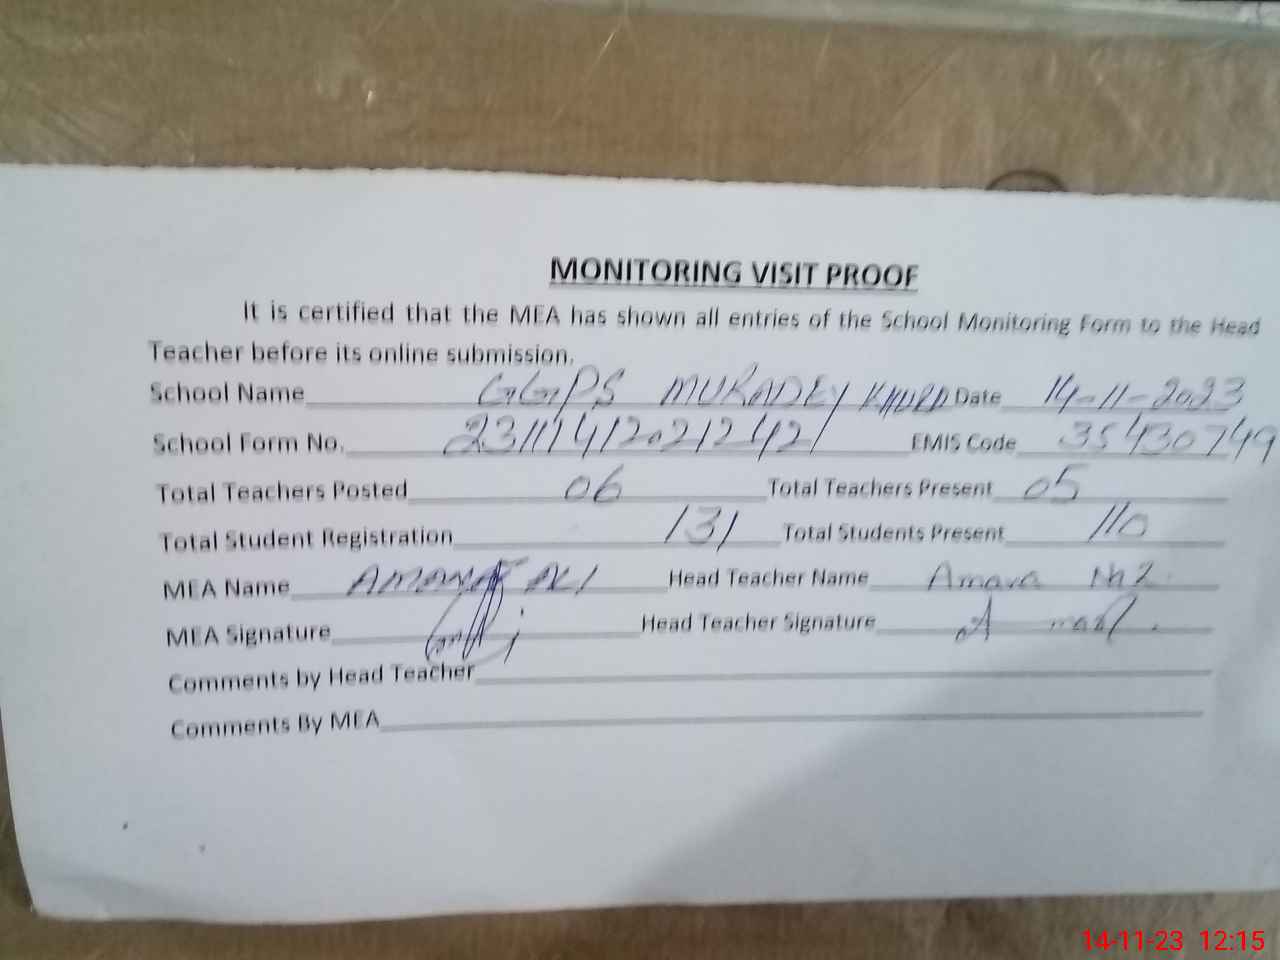 MONITORING VISIT PROOF
It is certified that the MEA has shown all entries of the School Monitoring Form to the Head
Teacher before its online submission.
School Name GGPS MURADEY KHURD Date 14-11-2023
School Form No. EMIS Code 35430749
Total Teachers Posted 06 Total Teachers Present 05
Total Student Registration 131 Total Students Present 110
MEA Name AMANAT ALI Head Teacher Name Amara
MEA Signature Head Teacher Signature
Comments by Head Teacher
Comments By MEA
14-11-23 12:15